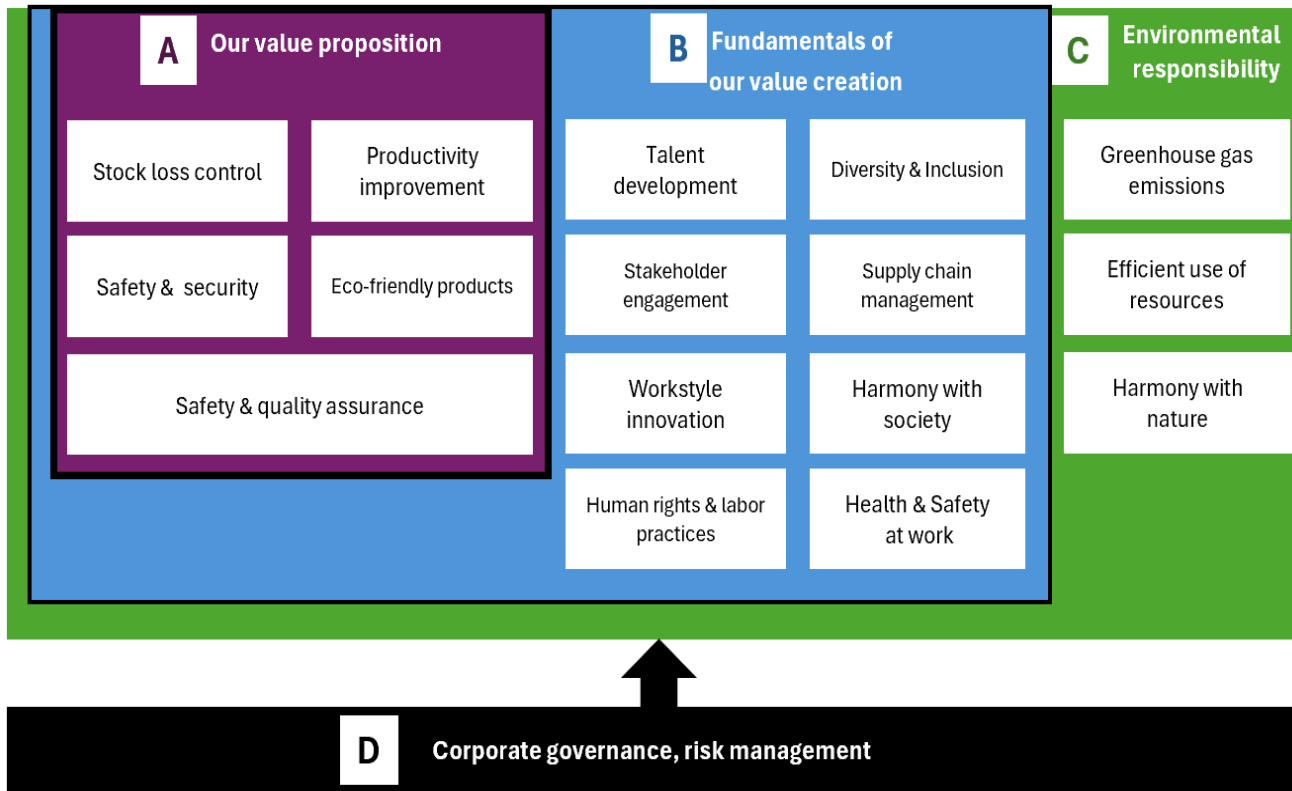 A
Our value proposition
Stock loss control
Productivity
improvement
Safety &  security
Eco-friendly products
Safety & quality assurance
B
Fundamentals of
our value creation
Talent
development
Diversity & Inclusion
Stakeholder
engagement
Supply chain
management
Workstyle
innovation
Harmony with
society
Human rights & labor
practices
Health & Safety
at work
C
Environmental
responsibility
Greenhouse gas
emissions
Efficient use of
resources
Harmony with
nature
D
Corporate governance, risk management